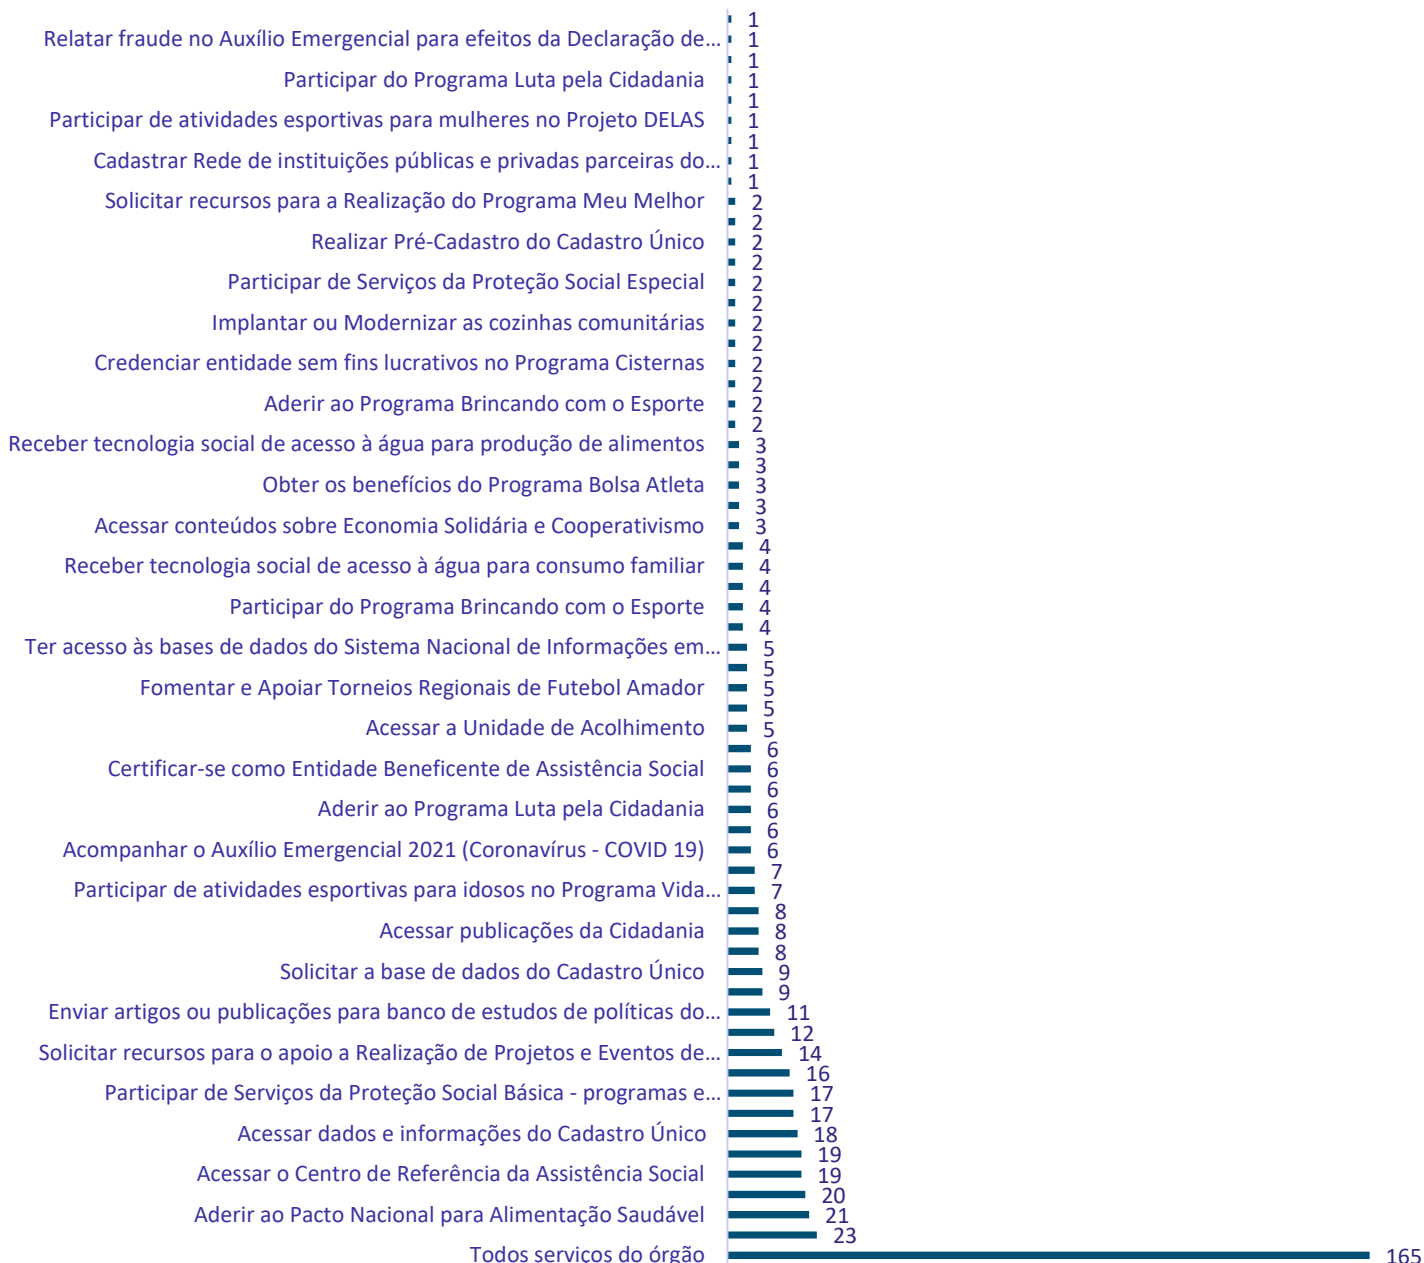 1
Relatar fraude no Auxílio Emergencial para efeitos da Declaração de... 1
1
Participar do Programa Luta pela Cidadania 1
1
Participar de atividades esportivas para mulheres no Projeto DELAS 1
1
Cadastrar Rede de instituições públicas e privadas parceiras do... 1
1
Solicitar recursos para a Realização do Programa Meu Melhor 2
2
Realizar Pré-Cadastro do Cadastro Único 2
2
Participar de Serviços da Proteção Social Especial 2
2
Implantar ou Modernizar as cozinhas comunitárias 2
2
Credenciar entidade sem fins lucrativos no Programa Cisternas 2
2
Aderir ao Programa Brincando com o Esporte 2
2
Receber tecnologia social de acesso à água para produção de alimentos 3
3
Obter os benefícios do Programa Bolsa Atleta 3
3
Acessar conteúdos sobre Economia Solidária e Cooperativismo 3
4
Receber tecnologia social de acesso à água para consumo familiar 4
4
Participar do Programa Brincando com o Esporte 4
4
Ter acesso às bases de dados do Sistema Nacional de Informações em... 5
5
Fomentar e Apoiar Torneios Regionais de Futebol Amador 5
5
Acessar a Unidade de Acolhimento 5
6
Certificar-se como Entidade Beneficente de Assistência Social 6
6
Aderir ao Programa Luta pela Cidadania 6
6
Acompanhar o Auxílio Emergencial 2021 (Coronavírus - COVID 19) 6
7
Participar de atividades esportivas para idosos no Programa Vida... 7
8
Acessar publicações da Cidadania 8
8
Solicitar a base de dados do Cadastro Único 9
9
Enviar artigos ou publicações para banco de estudos de políticas do... 11
12
Solicitar recursos para o apoio a Realização de Projetos e Eventos de... 14
16
Participar de Serviços da Proteção Social Básica - programas e... 17
17
Acessar dados e informações do Cadastro Único 18
19
Acessar o Centro de Referência da Assistência Social 19
20
Aderir ao Pacto Nacional para Alimentação Saudável 21
23
Todos serviços do órgão 165